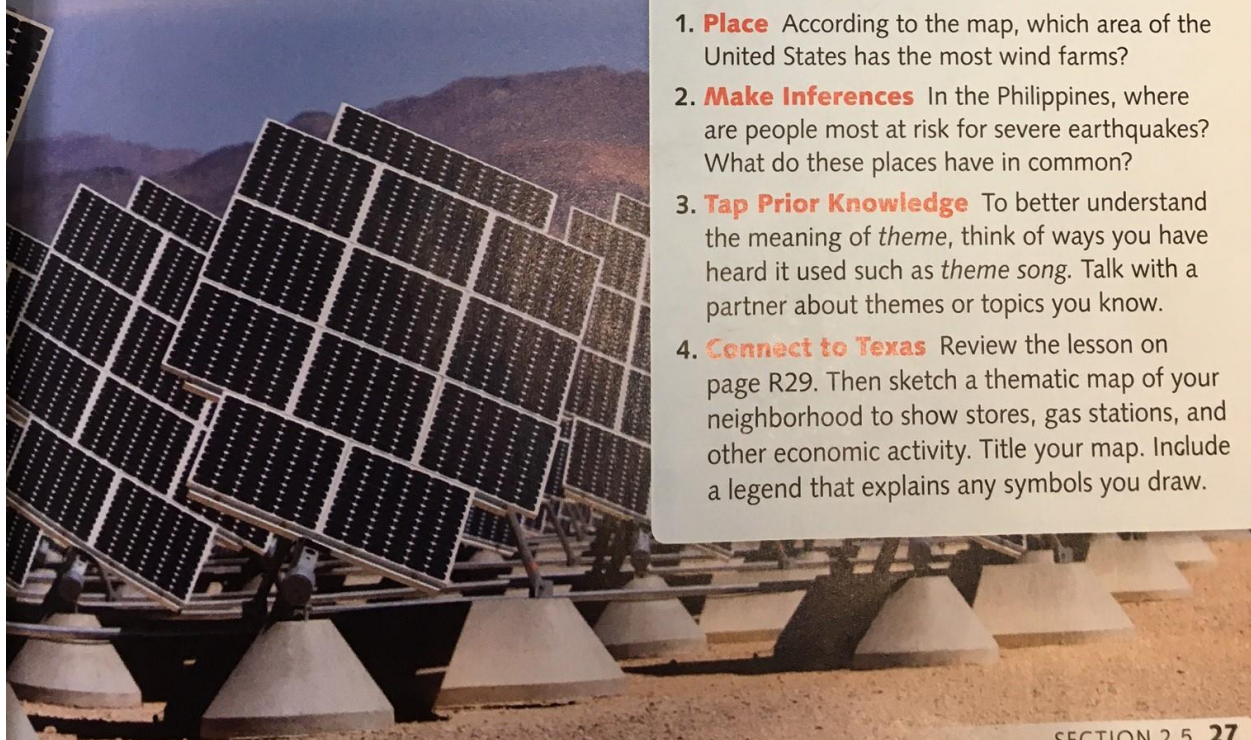 1. Place According to the map, which area of the
United States has the most wind farms?
2. Make Inferences In the Philippines, where
are people most at risk for severe earthquakes?
What do these places have in common?
3. Tap Prior Knowledge To better understand
the meaning of theme, think of ways you have
heard it used such as theme song. Talk with a
partner about themes or topics you know.
4. Connect to Texas Review the lesson on
page R29. Then sketch a thematic map of your
neighborhood to show stores, gas stations, and
other economic activity. Title your map. Include
a legend that explains any symbols you draw.
SECTION 2.5 27